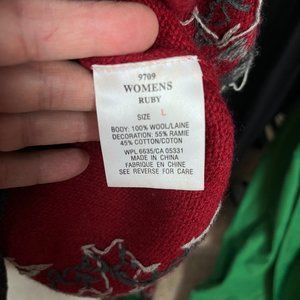 9709
WOMENS
RUBY
SIZE L
BODY: 100% WOOL/LAINE
DECORATION: 55% RAMIE
45% COTTON/COTON
WPL 6635/CA 05331
MADE IN CHINA
FABRIQUE EN CHINE
SEE REVERSE FOR CARE